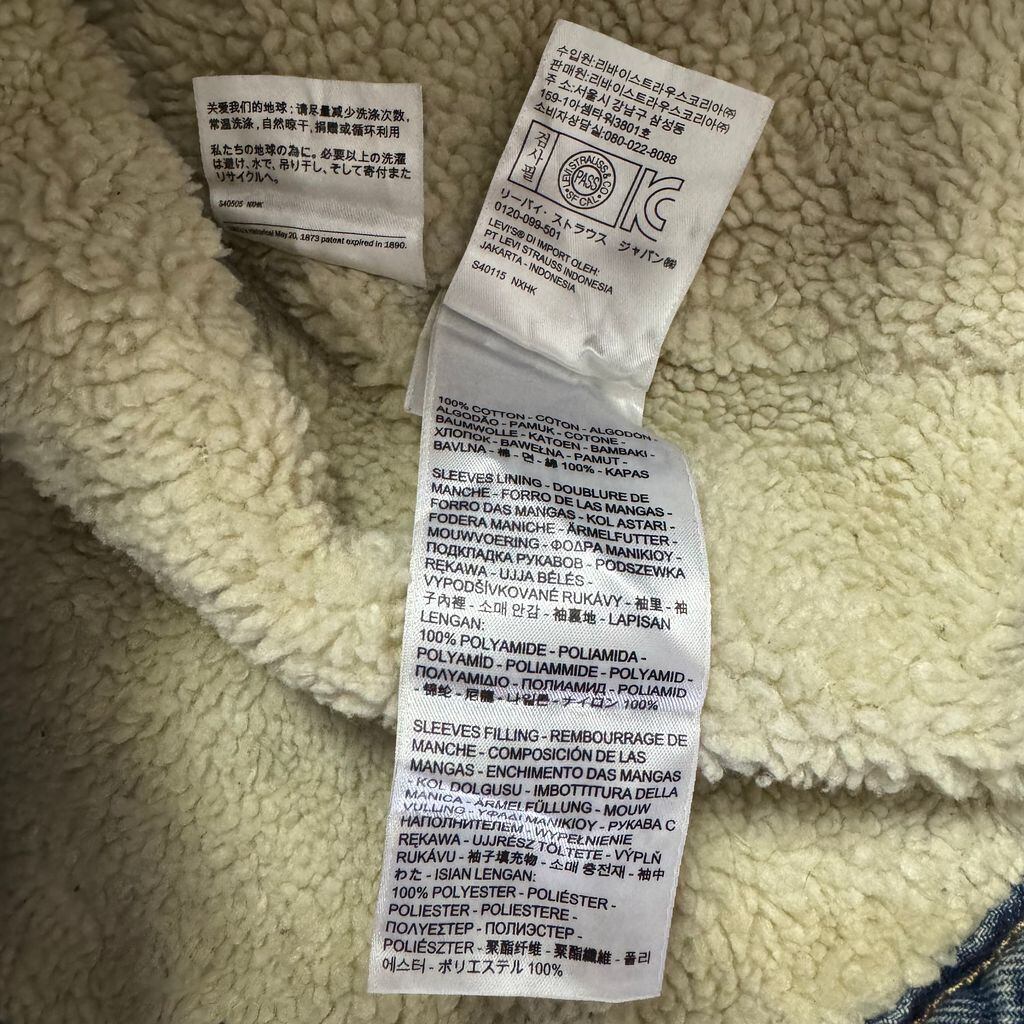 关爱我们的地球：请尽量减少洗涤次数，
常温洗涤，自然晾干，捐赠或循环利用
私たちの地球の為に。必要以上の洗濯
は避け、水で、吊り干し、そして寄付また
リサイクルへ。
S40505 NXHK
Historical May 20, 1873 patent expired in 1890.
수입원:리바이스트라우스코리아㈜
판매원:리바이스트라우스코리아㈜
주 소:서울시 강남구 삼성동
159-1아셈타워3801호
소비자상담실:080-022-8088
검사필
LEVI STRAUSS & CO
PASS
SF CAL.
KC
リーバイ・ストラウス ジャパン㈱
0120-099-501
LEVI'S® DI IMPORT OLEH:
PT LEVI STRAUSS INDONESIA
JAKARTA - INDONESIA
S40115 NXHK
100% COTTON - COTON - ALGODÓN -
ALGODÃO - PAMUK - COTONE -
BAUMWOLLE - KATOEN - BAMBAKI -
ХЛОПОК - BAWEŁNA - PAMUT -
BAVLNA - 棉 - 면 - 綿 100% - KAPAS
SLEEVES LINING - DOUBLURE DE
MANCHE - FORRO DE LAS MANGAS -
FORRO DAS MANGAS - KOL ASTARI -
FODERA MANICHE - ÄRMELFUTTER -
MOUWVOERING - ΦΟΔΡΑ ΜΑΝΙΚΙΟΥ -
ПОДКЛАДКА РУКАВОВ - PODSZEWKA
RĘKAWA - UJJA BÉLÉS -
VYPODŠÍVKOVANÉ RUKÁVY - 袖里 - 袖
子內裡 - 소매 안감 - 袖裏地 - LAPISAN
LENGAN:
100% POLYAMIDE - POLIAMIDA -
POLYAMİD - POLIAMMIDE - POLYAMID -
ΠΟΛΥΑΜΙΔΙΟ - ПОЛИАМИД - POLIAMID
- 锦纶 - 尼龍 - 나일론 - ナイロン 100%
SLEEVES FILLING - REMBOURRAGE DE
MANCHE - COMPOSICIÓN DE LAS
MANGAS - ENCHIMENTO DAS MANGAS
- KOL DOLGUSU - IMBOTTITURA DELLA
MANICA - ÄRMELFÜLLUNG - MOUW
VULLING - ΥΦΑΔΙ ΜΑΝΙΚΙΟΥ - РУКАВА С
НАПОЛНИТЕЛЕМ - WYPEŁNIENIE
RĘKAWA - UJJRÉSZ TÖLTETE - VÝPLŇ
RUKÁVU - 袖子填充物 - 소매 충전재 - 袖中
わた - ISIAN LENGAN:
100% POLYESTER - POLIÉSTER -
POLIESTER - POLIESTERE -
ΠΟΛΥΕΣΤΕΡ - ПОЛИЭСТЕР -
POLIÉSZTER - 聚酯纤维 - 聚酯纖維 - 폴리
에스터 - ポリエステル 100%